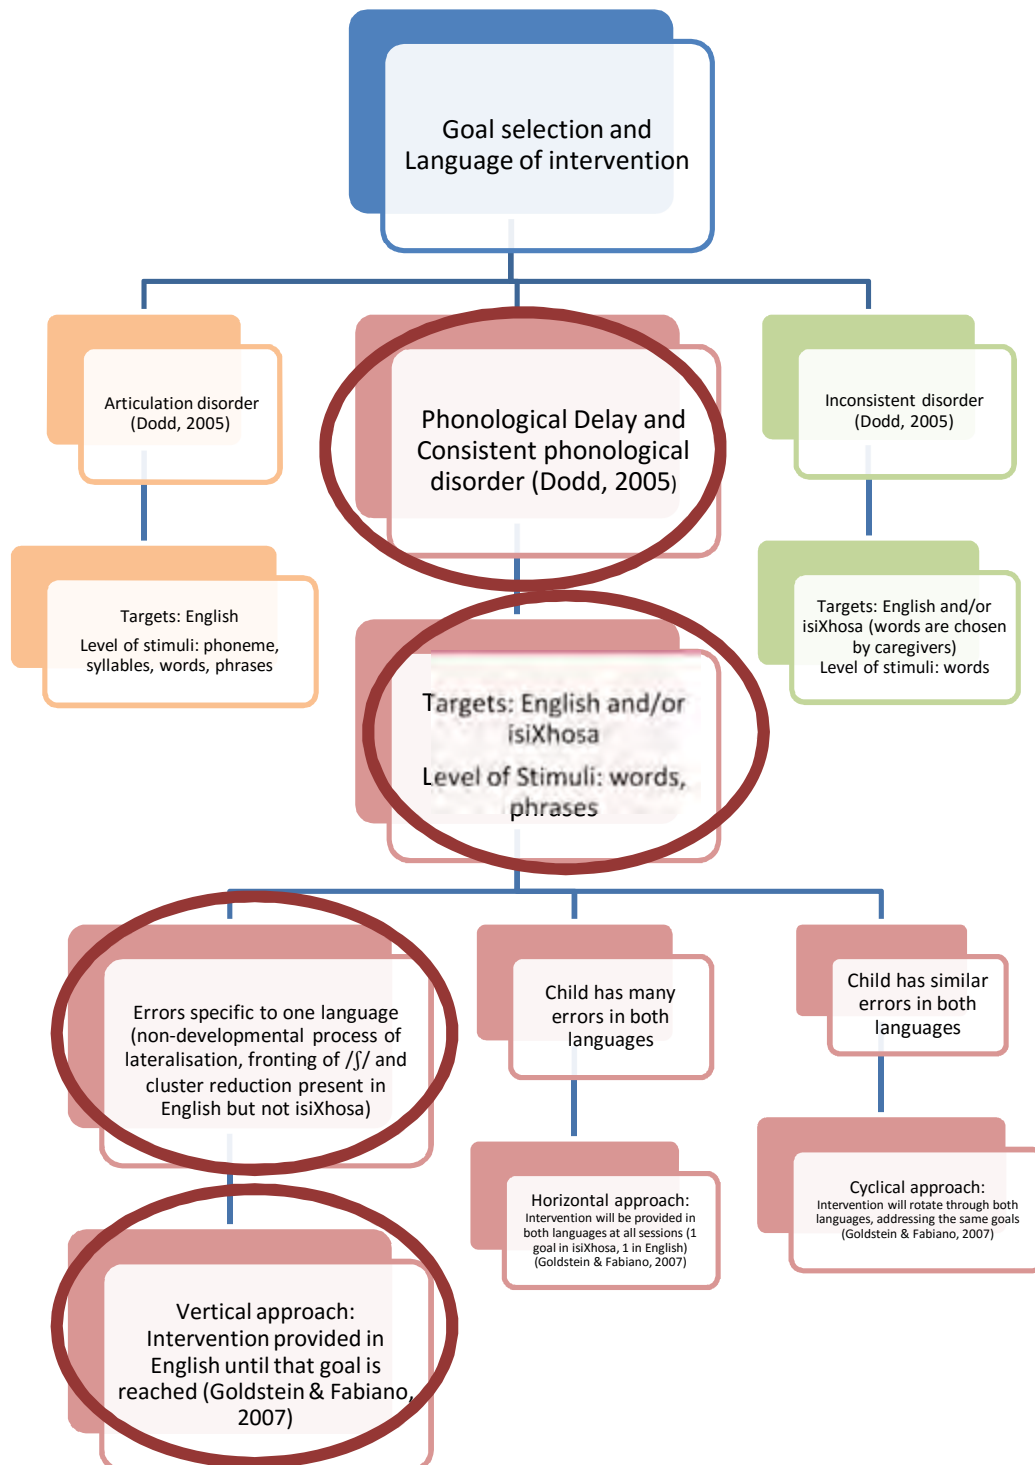 Goal selection and
Language of intervention
Articulation disorder
(Dodd, 2005)
Phonological Delay and
Consistent phonological
disorder (Dodd, 2005)
Inconsistent disorder
(Dodd, 2005)
Targets: English
Level of stimuli: phoneme,
syllables, words, phrases
Targets: English and/or
isiXhosa
Level of Stimuli: words,
phrases
Targets: English and/or
isiXhosa (words are chosen
by caregivers)
Level of stimuli: words
Errors specific to one language
(non-developmental process of
lateralisation, fronting of /ʃ/ and
cluster reduction present in
English but not isiXhosa)
Child has many
errors in both
languages
Child has similar
errors in both
languages
Vertical approach:
Intervention provided in
English until that goal is
reached (Goldstein & Fabiano,
2007)
Horizontal approach:
Intervention will be provided in
both languages at all sessions (1
goal in isiXhosa, 1 in English)
(Goldstein & Fabiano, 2007)
Cyclical approach:
Intervention will rotate through both
languages, addressing the same goals
(Goldstein & Fabiano, 2007)